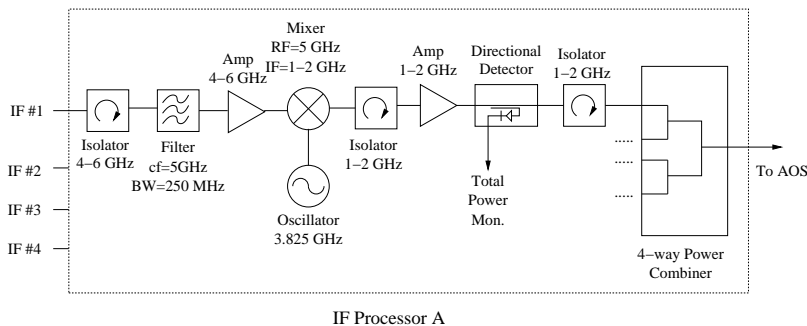 Mixer
RF=5 GHz
IF=1−2 GHz
Amp
4−6 GHz
Amp
1−2 GHz
Directional
Detector
Isolator
1−2 GHz
IF #1
Isolator
4−6 GHz
Filter
cf=5GHz
BW=250 MHz
Isolator
1−2 GHz
Oscillator
3.825 GHz
Total
Power
Mon.
.....
.....
.....
To AOS
IF #2
IF #3
IF #4
4−way Power
Combiner
IF Processor A